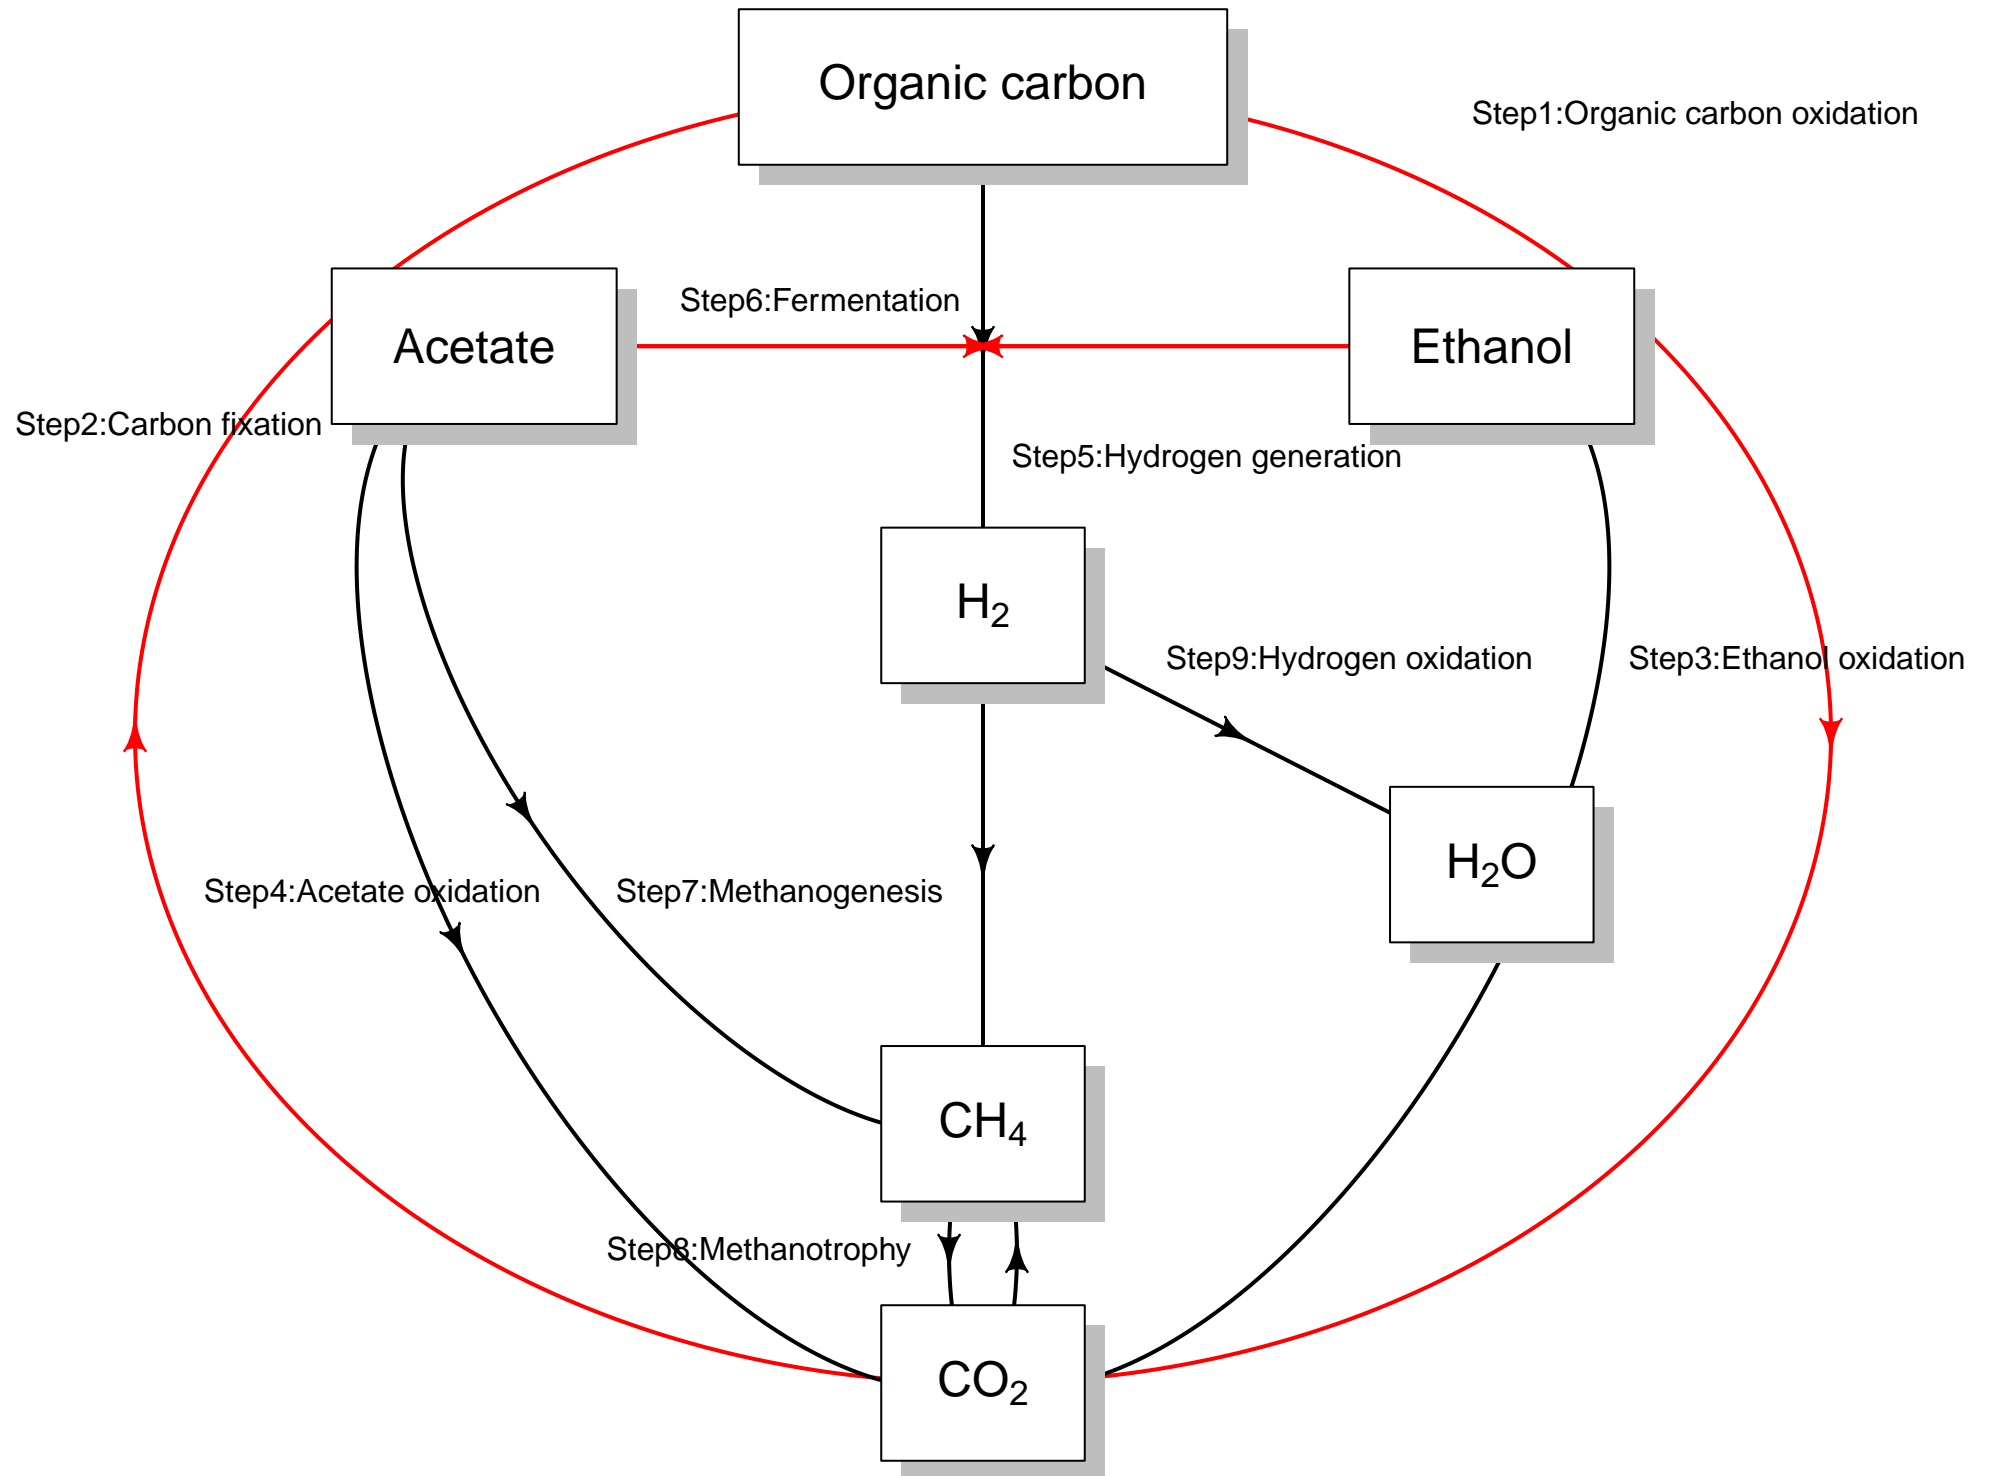 Organic carbon
Step1:Organic carbon oxidation
Step6:Fermentation
Acetate
Ethanol
Step2:Carbon fixation
Step5:Hydrogen generation
H₂
Step9:Hydrogen oxidation
Step3:Ethanol oxidation
H₂O
Step4:Acetate oxidation
Step7:Methanogenesis
CH₄
Step8:Methanotrophy
CO₂